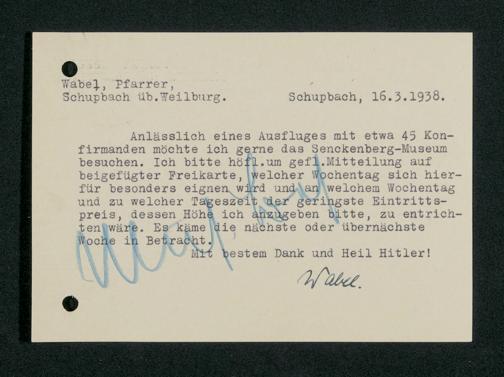 Wabel, Pfarrer,
Schupbach üb.Weilburg.
Schupbach, 16.3.1938.
Anlässlich eines Ausfluges mit etwa 45 Kon-
firmanden möchte ich gerne das Senckenberg-Museum
besuchen. Ich bitte höfl.um gefl.Mitteilung auf
beigefügter Freikarte, welcher Wochentag sich hier-
für besonders eignen wird und an welchem Wochentag
und zu welcher Tageszeit der geringste Eintritts-
preis, dessen Höhe ich anzugeben bitte, zu entrich-
ten wäre. Es käme die nächste oder übernächste
Woche in Betracht.
Mit bestem Dank und Heil Hitler!
Wabel.